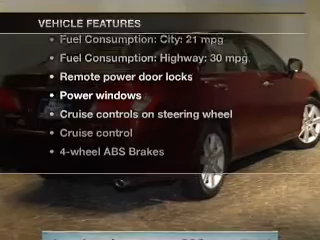 VEHICLE FEATURES
• Fuel Consumption: City: 21 mpg
• Fuel Consumption: Highway: 30 mpg
• Remote power door locks
• Power windows
• Cruise controls on steering wheel
• Cruise control
• 4-wheel ABS Brakes